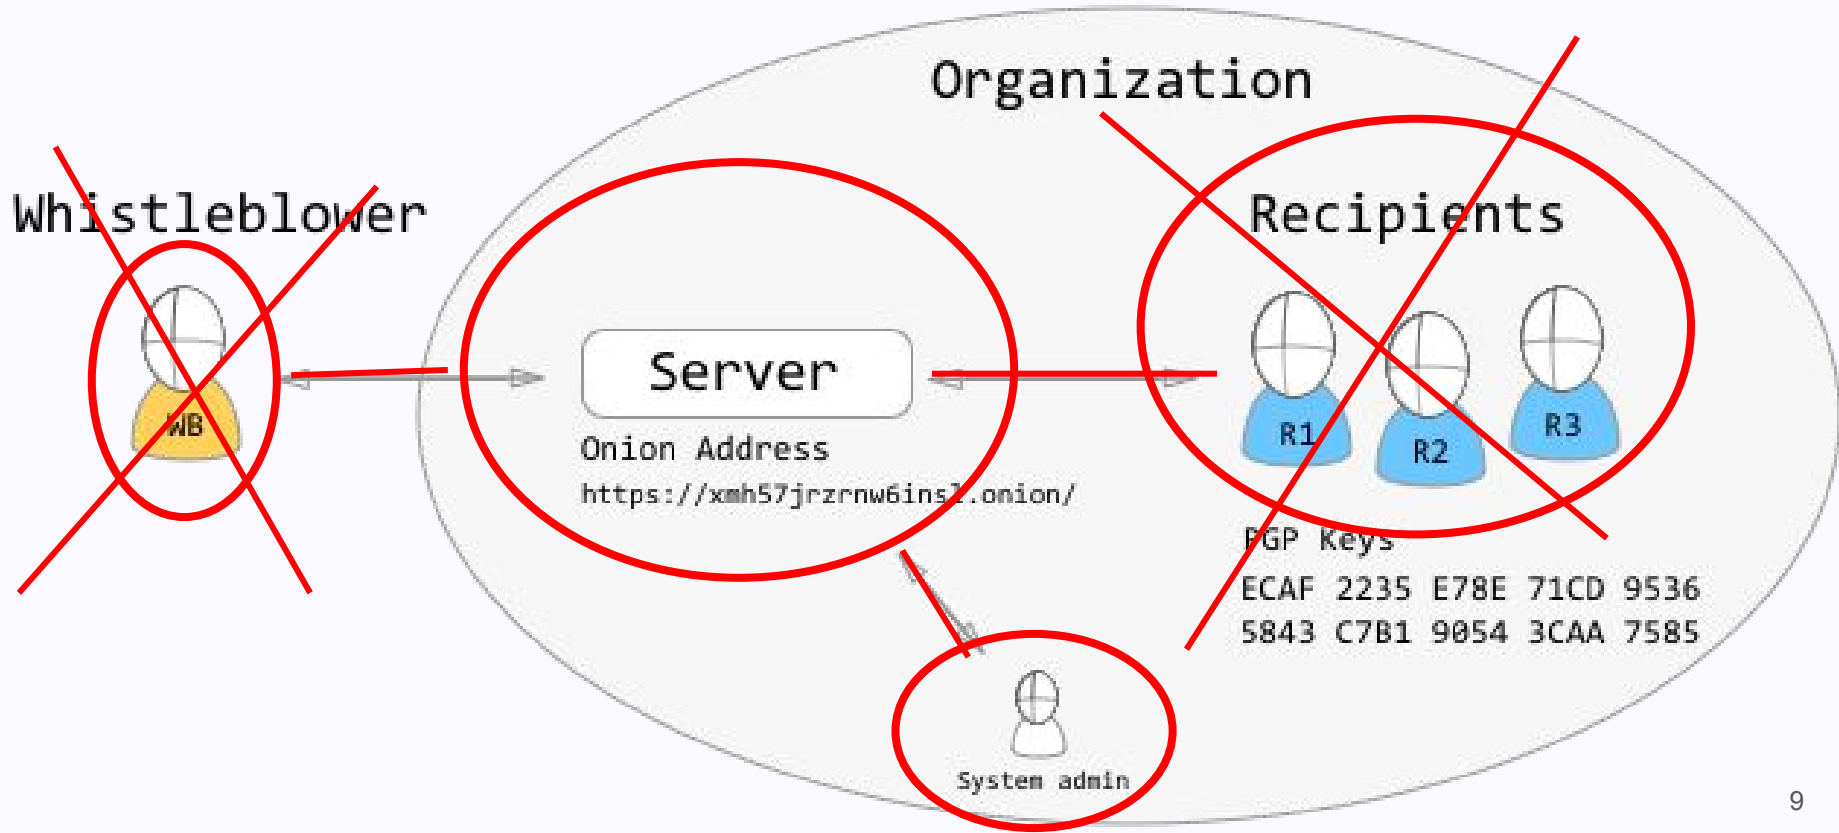 Organization
Whistleblower
Recipients
WB
Server
R1
R2
R3
Onion Address
https://xmh57jrzrnw6insl.onion/
PGP Keys
ECAF 2235 E78E 71CD 9536
5843 C7B1 9054 3CAA 7585
System admin
9